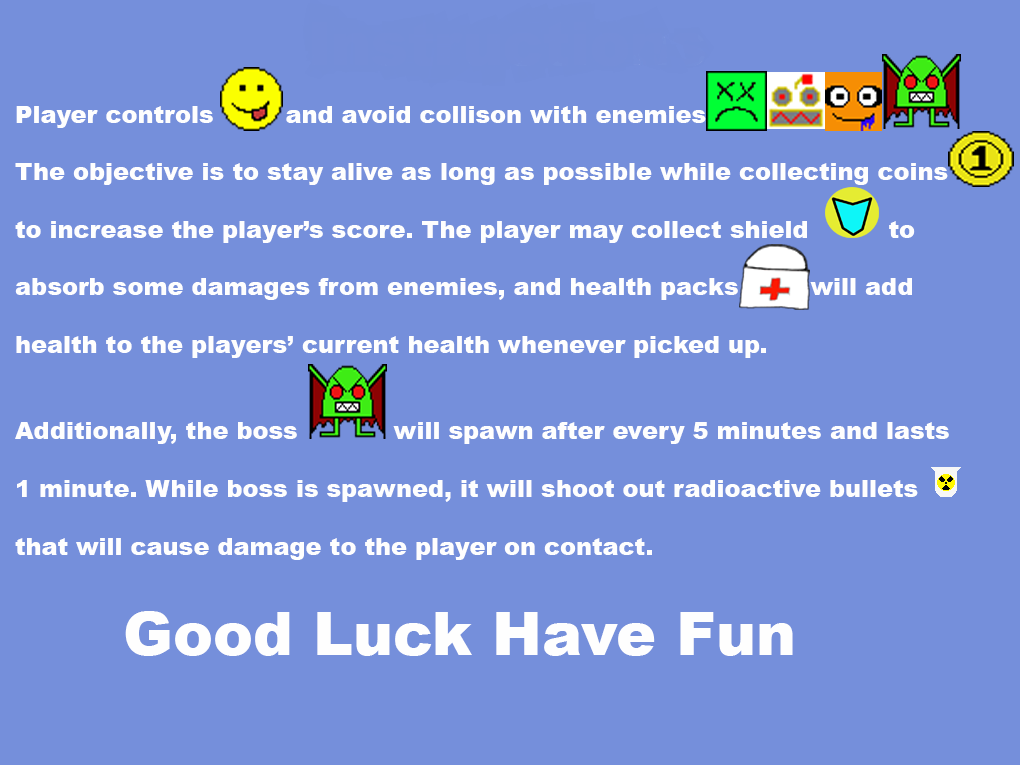 Player controls and avoid collison with enemies
The objective is to stay alive as long as possible while collecting coins 1
to increase the player’s score. The player may collect shield to
absorb some damages from enemies, and health packs will add
health to the players’ current health whenever picked up.
Additionally, the boss will spawn after every 5 minutes and lasts
1 minute. While boss is spawned, it will shoot out radioactive bullets
that will cause damage to the player on contact.
Good Luck Have Fun